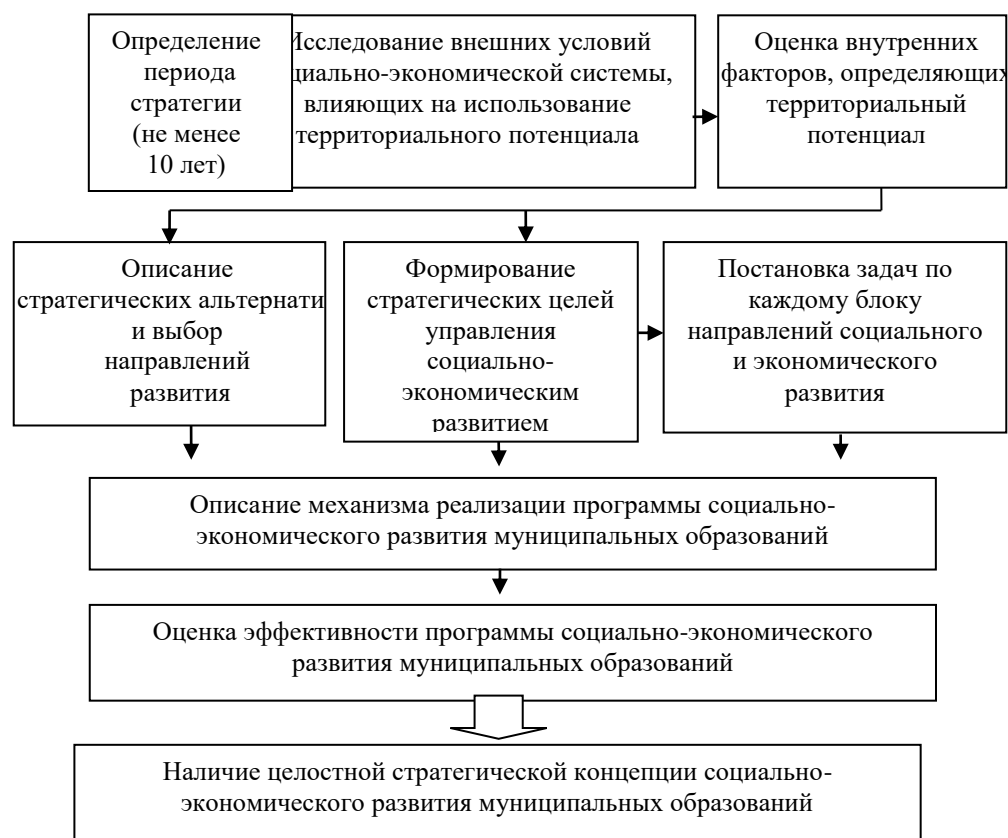 Определение
периода
стратегии
(не менее
10 лет)
Исследование внешних условий
циально-экономической системы,
влияющих на использование
территориального потенциала
Оценка внутренних
факторов, определяющих
территориальный
потенциал
Описание
стратегических альтернати
и выбор
направлений
развития
Формирование
стратегических целей
управления
социально-
экономическим
развитием
Постановка задач по
каждому блоку
направлений социального
и экономического
развития
Описание механизма реализации программы социально-
экономического развития муниципальных образований
Оценка эффективности программы социально-экономического
развития муниципальных образований
Наличие целостной стратегической концепции социально-
экономического развития муниципальных образований